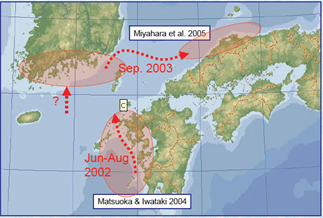 Miyahara et al. 2005
Sep. 2003
?
C
Jun-Aug
2002
Matsuoka & Iwataki 2004